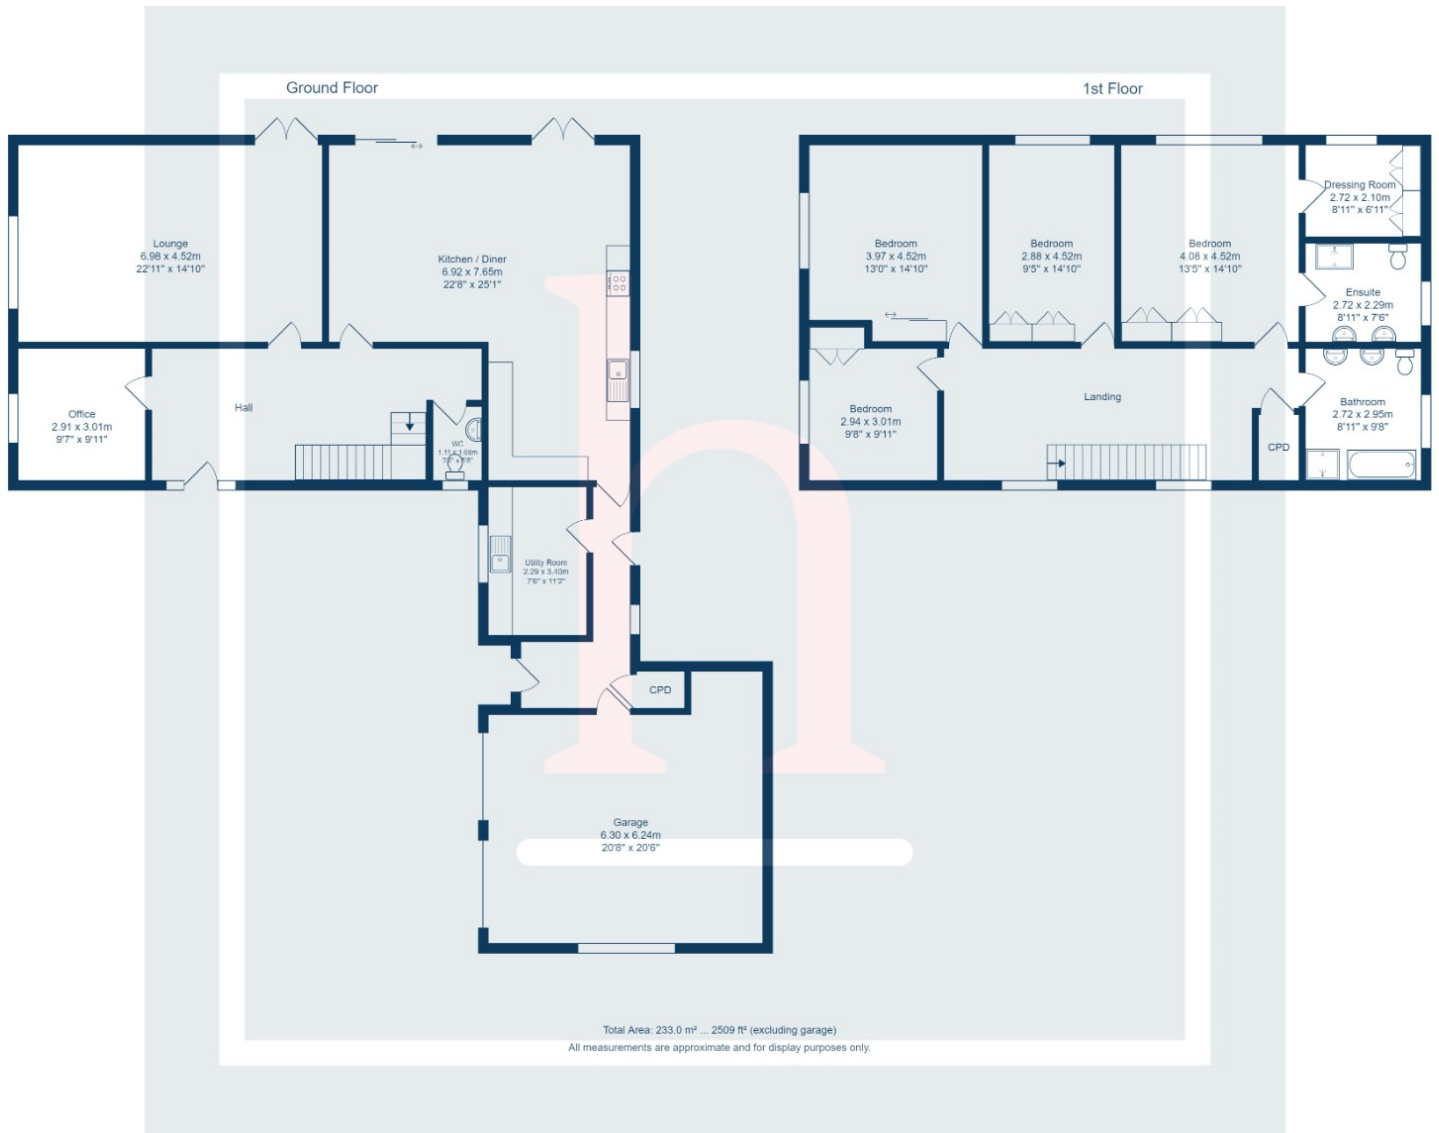 Ground Floor
1st Floor
Lounge
6.98 x 4.52m
22'11" x 14'10"
Kitchen / Diner
6.92 x 7.65m
22'8" x 25'1"
Office
2.91 x 3.01m
9'7" x 9'11"
Hall
WC
Utility Room
2.29 x 3.40m
7'6" x 11'2"
CPD
Garage
6.30 x 6.24m
20'8" x 20'6"
Bedroom
3.97 x 4.52m
13'0" x 14'10"
Bedroom
2.88 x 4.52m
9'5" x 14'10"
Bedroom
4.08 x 4.52m
13'5" x 14'10"
Dressing Room
2.72 x 2.10m
8'11" x 6'11"
Ensuite
2.72 x 2.29m
8'11" x 7'6"
Bedroom
2.94 x 3.01m
9'8" x 9'11"
Landing
CPD
Bathroom
2.72 x 2.95m
8'11" x 9'8"
Total Area: 233.0 m² ... 2509 ft² (excluding garage)
All measurements are approximate and for display purposes only.
n